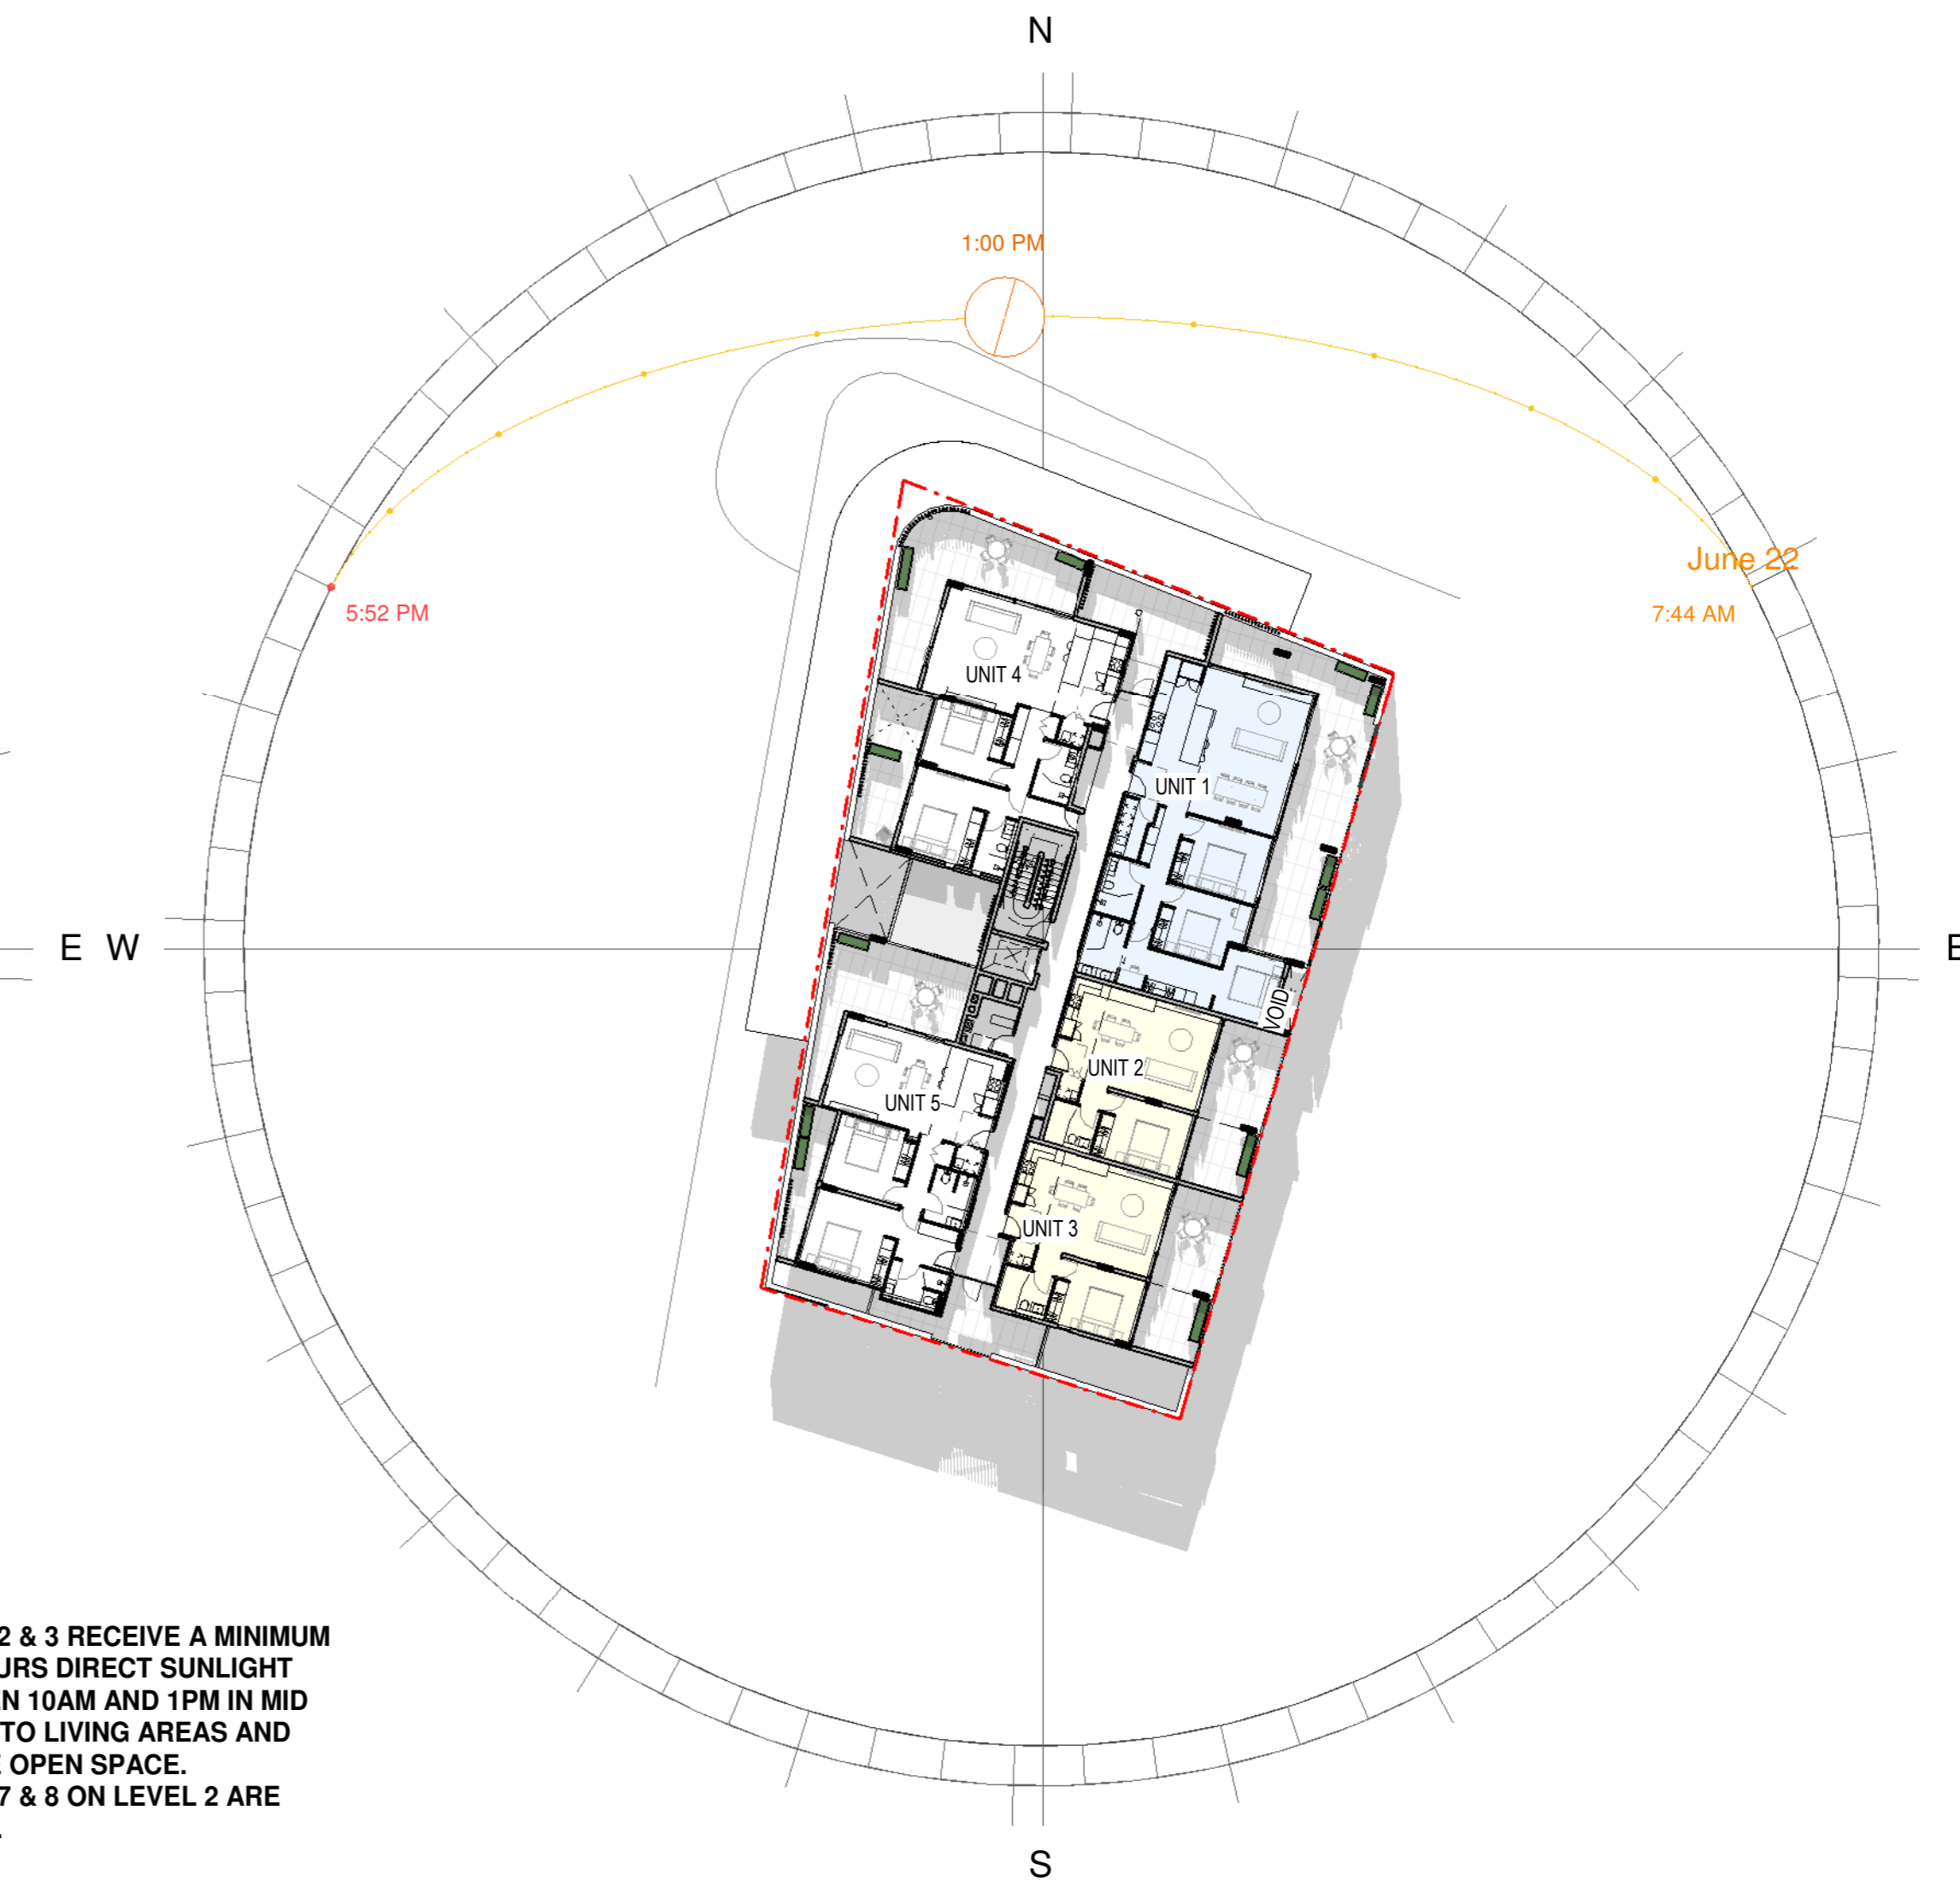 N
1:00 PM
June 22
7:44 AM
5:52 PM
UNIT 4
UNIT 1
E W
E
VOID
UNIT 2
UNIT 5
UNIT 3
2 & 3 RECEIVE A MINIMUM
URS DIRECT SUNLIGHT
EN 10AM AND 1PM IN MID
TO LIVING AREAS AND
E OPEN SPACE.
7 & 8 ON LEVEL 2 ARE
.
S